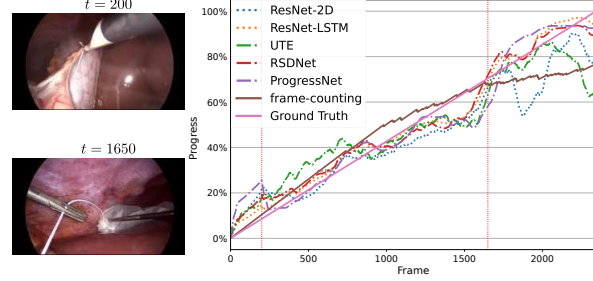 t = 200
t = 1650
100%
80%
60%
40%
20%
0%
Progress
ResNet-2D
ResNet-LSTM
UTE
RSDNet
ProgressNet
frame-counting
Ground Truth
0
500
1000
1500
2000
Frame